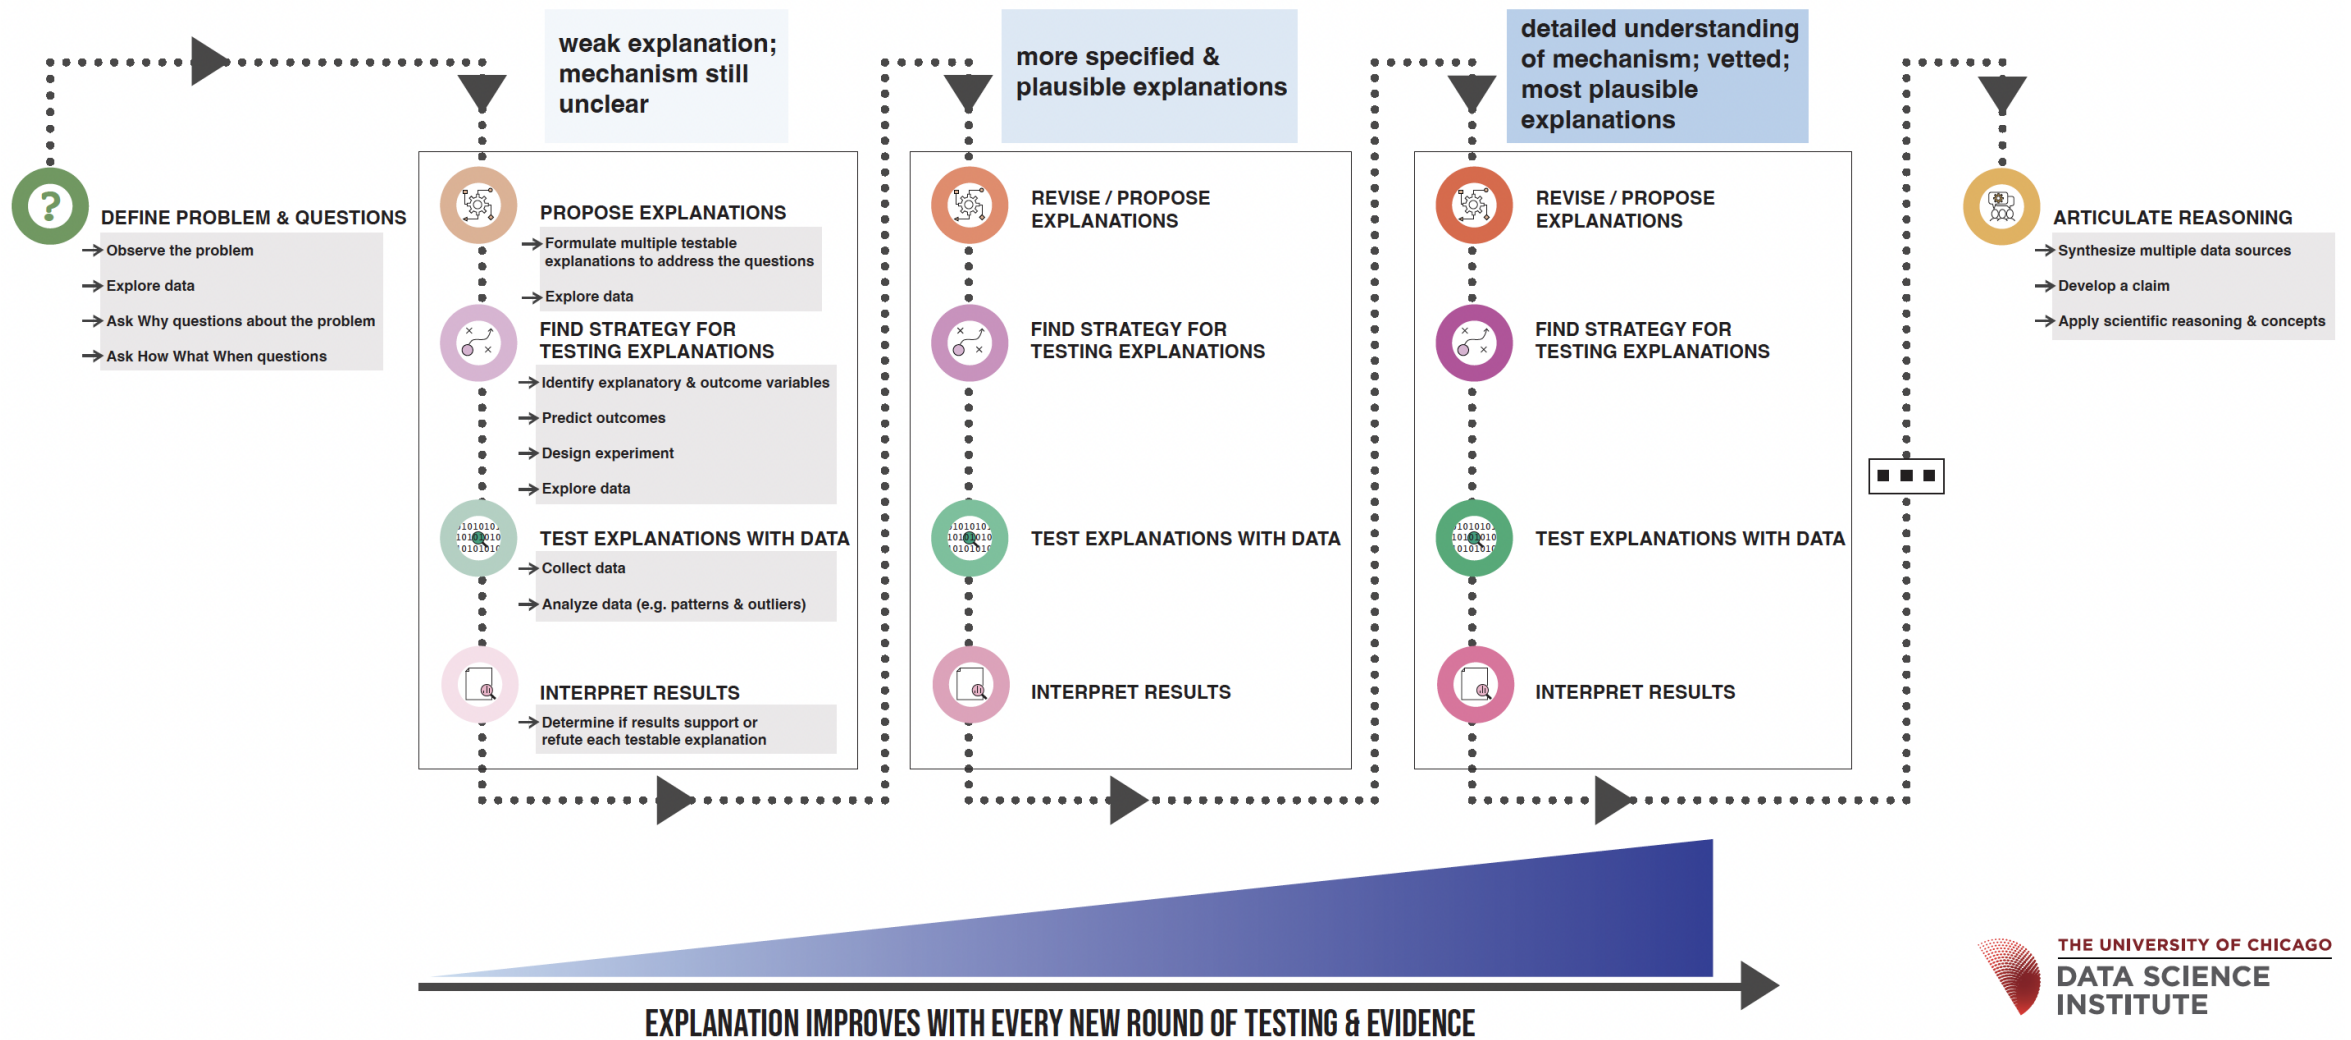 weak explanation;
mechanism still
unclear
more specified &
plausible explanations
detailed understanding
of mechanism; vetted;
most plausible
explanations
?
DEFINE PROBLEM & QUESTIONS
Observe the problem
Explore data
Ask Why questions about the problem
Ask How What When questions
PROPOSE EXPLANATIONS
Formulate multiple testable
explanations to address the questions
Explore data
FIND STRATEGY FOR
TESTING EXPLANATIONS
Identify explanatory & outcome variables
Predict outcomes
Design experiment
Explore data
TEST EXPLANATIONS WITH DATA
Collect data
Analyze data (e.g. patterns & outliers)
INTERPRET RESULTS
Determine if results support or
refute each testable explanation
REVISE / PROPOSE
EXPLANATIONS
FIND STRATEGY FOR
TESTING EXPLANATIONS
TEST EXPLANATIONS WITH DATA
INTERPRET RESULTS
REVISE / PROPOSE
EXPLANATIONS
FIND STRATEGY FOR
TESTING EXPLANATIONS
TEST EXPLANATIONS WITH DATA
INTERPRET RESULTS
ARTICULATE REASONING
Synthesize multiple data sources
Develop a claim
Apply scientific reasoning & concepts
EXPLANATION IMPROVES WITH EVERY NEW ROUND OF TESTING & EVIDENCE
THE UNIVERSITY OF CHICAGO
DATA SCIENCE
INSTITUTE